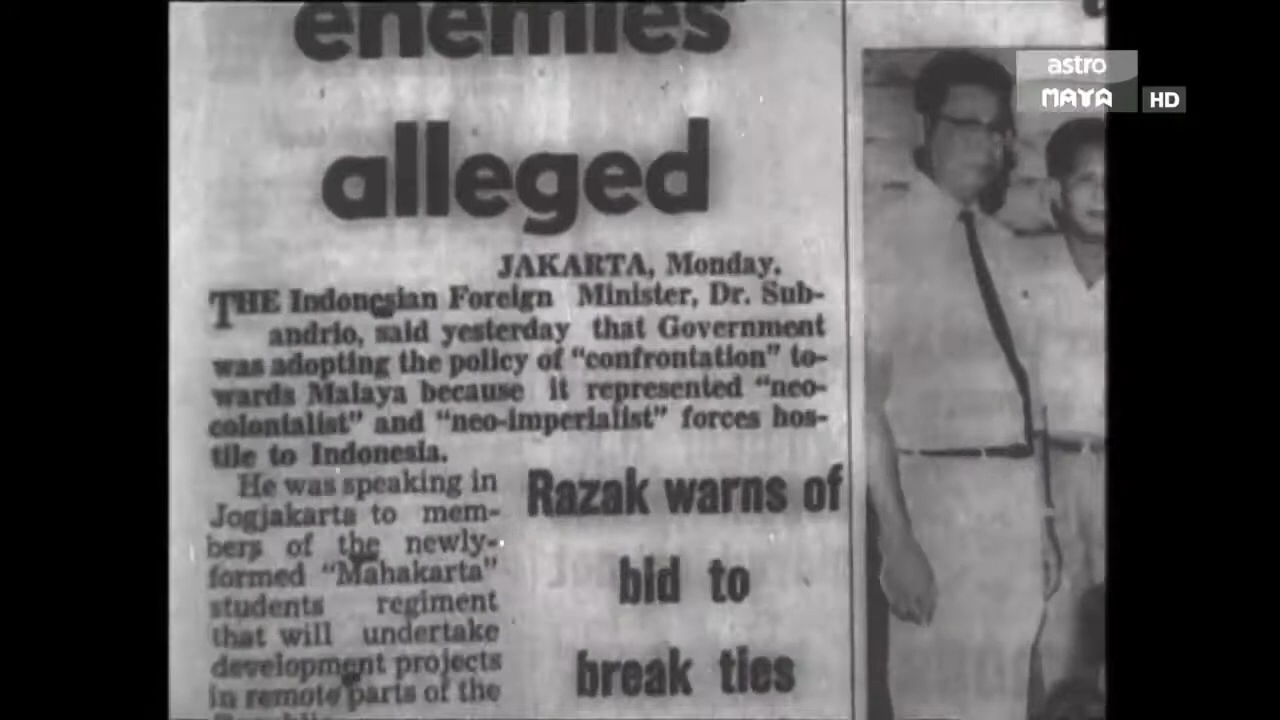 enemies
alleged
JAKARTA, Monday.
THE Indonesian Foreign Minister, Dr. Sub-
andrio, said yesterday that Government
was adopting the policy of "confrontation" to-
wards Malaya because it represented "neo-
colonialist" and "neo-imperialist" forces hos-
tile to Indonesia.
He was speaking in
Jogjakarta to mem-
bers of the newly-
formed "Mahakarta"
students regiment
that will undertake
development projects
in remote parts of the
Razak warns of
bid to
break ties
astro
MAYA HD